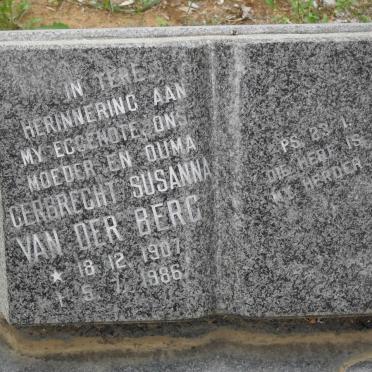 IN TERE
HERINNERING AAN
MY EGGENOTE, ONS
MOEDER EN OUMA
GERBRECHT SUSANNA
VAN DER BERG
* 18.12.1907
† 5.7.1986
PS. 23:1
DIE HERE IS
MY HERDER